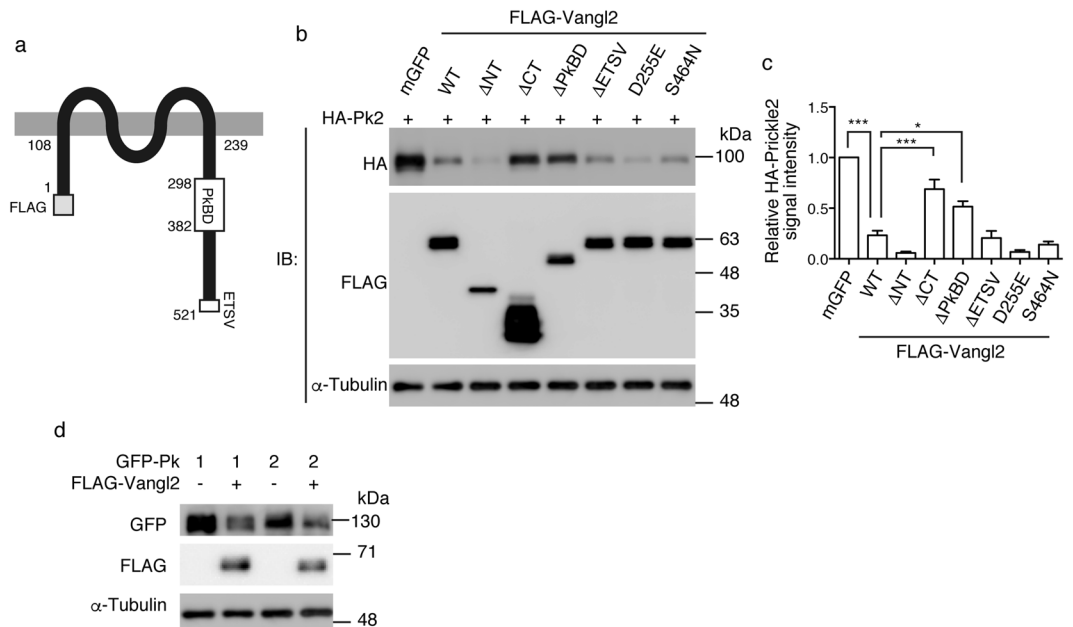 a
108
239
1
FLAG
298
PkBD
382
521
ETSV
b
FLAG-Vangl2
mGFP WT ΔNT ΔCT ΔPkBD ΔETSV D255E S464N
HA-Pk2 + + + + + + + +
kDa
HA 100
IB:
63
48
FLAG
35
α-Tubulin
48
c
Relative HA-Prickle2
signal intensity
1.5
1.0
0.5
0.0
***
*
***
mGFP WT ΔNT ΔCT ΔPkBD ΔETSV D255E S464N
FLAG-Vangl2
d
GFP-Pk 1 1 2 2
FLAG-Vangl2 - + - +
kDa
GFP 130
71
FLAG
α-Tubulin
48